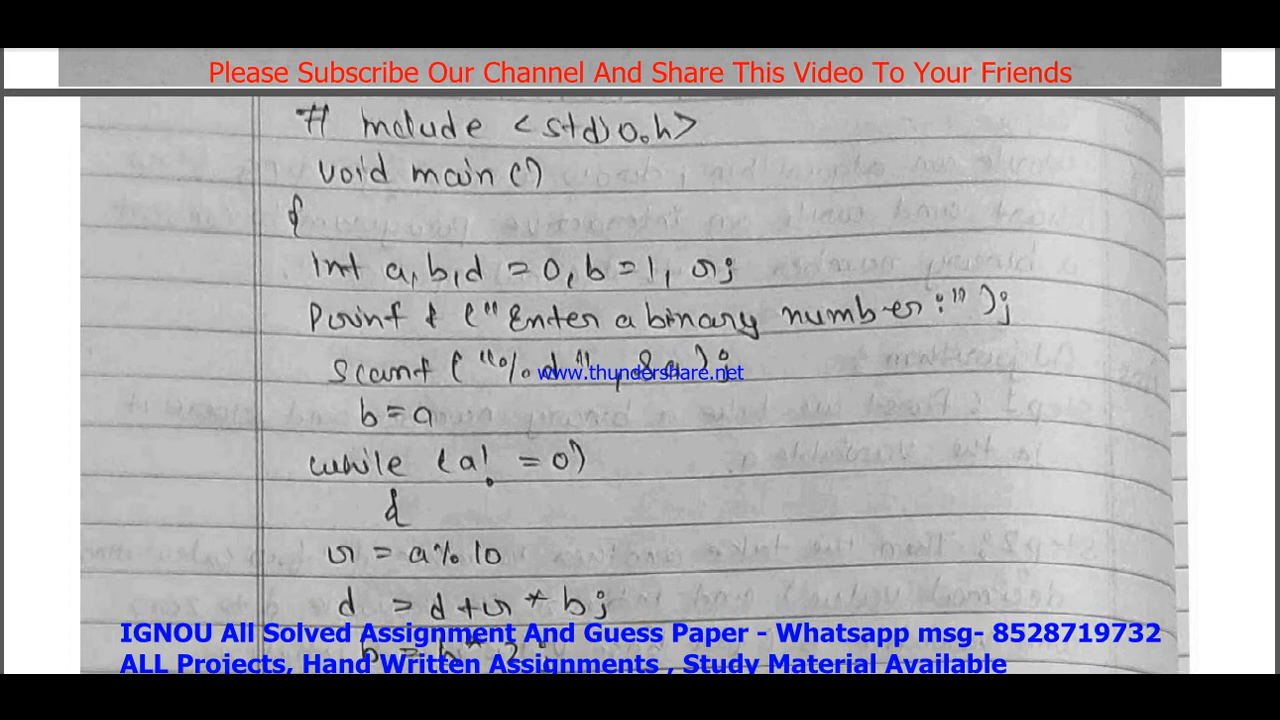 Please Subscribe Our Channel And Share This Video To Your Friends
# include <stdio.h>
void main ()
{
int a, b, d = 0, b = 1, r;
Printf ("Enter a binary number:");
scanf ("%d", &a);
www.thundershare.net
b = a
while (a! = 0)
{
r = a% 10
d = d + r * b;
IGNOU All Solved Assignment And Guess Paper - Whatsapp msg- 8528719732
ALL Projects, Hand Written Assignments , Study Material Available